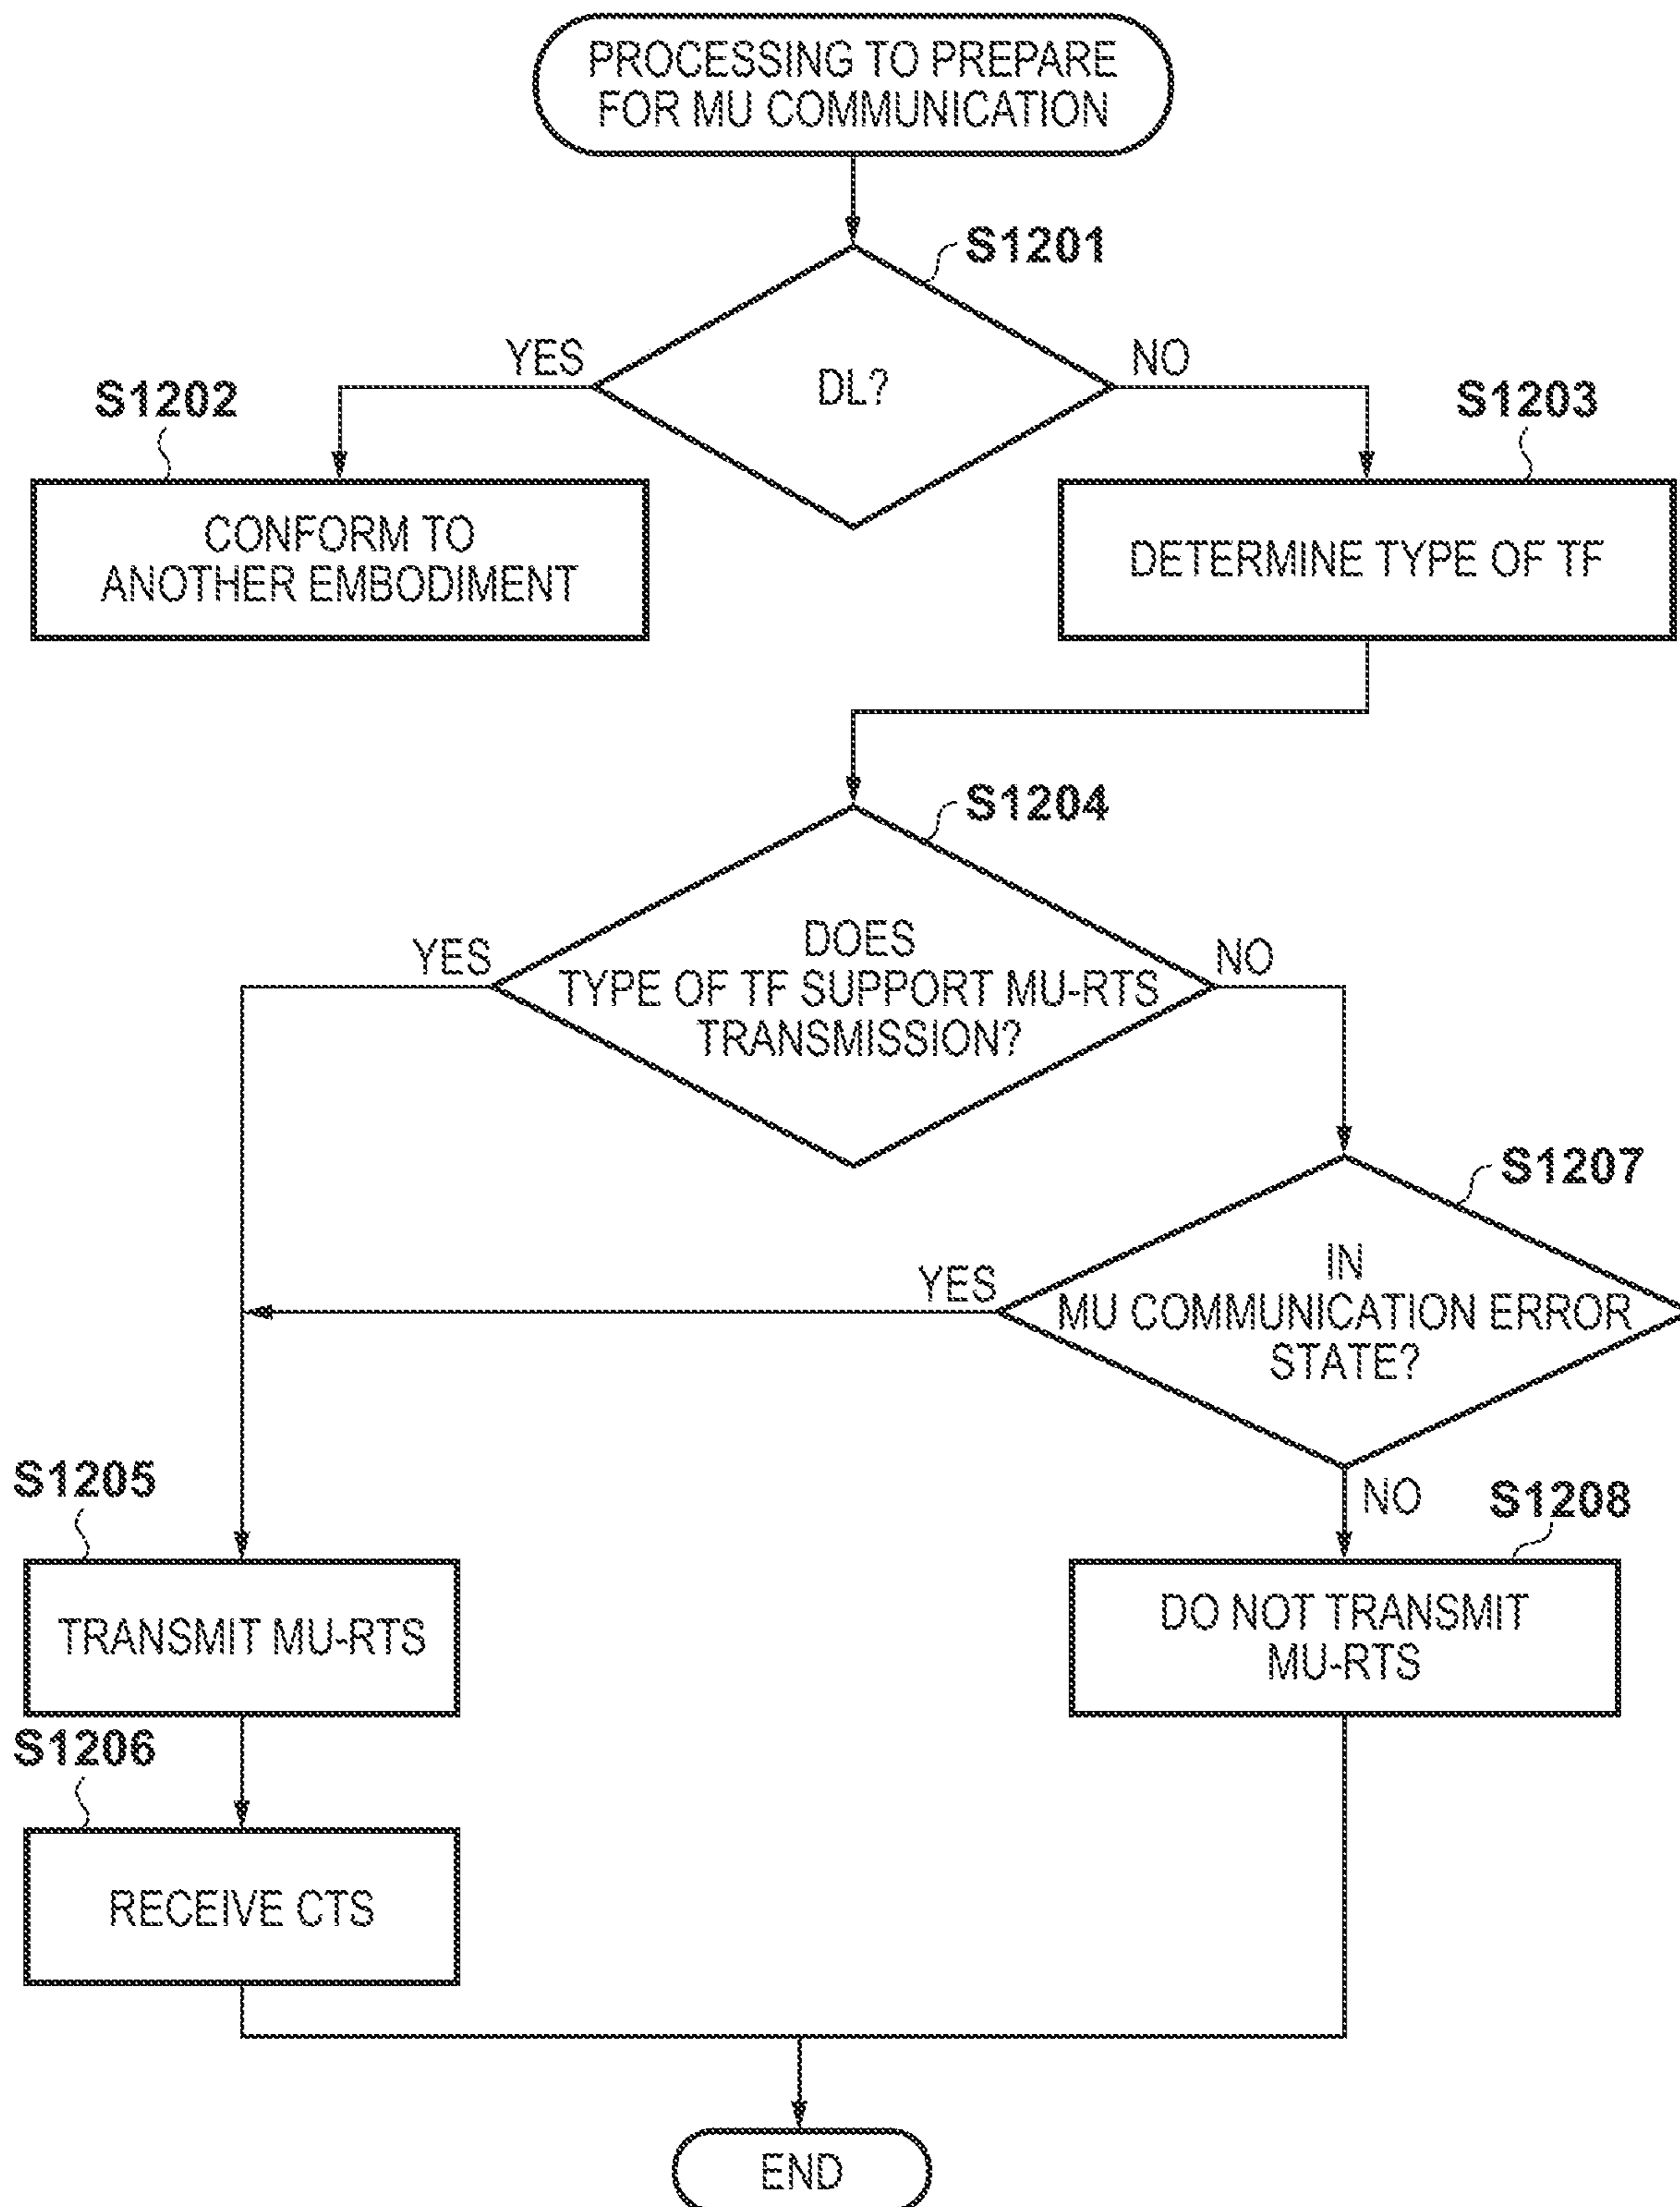 PROCESSING TO PREPARE
FOR MU COMMUNICATION
S1201
DL?
YES
NO
S1202
S1203
CONFORM TO
ANOTHER EMBODIMENT
DETERMINE TYPE OF TF
S1204
DOES
TYPE OF TF SUPPORT MU-RTS
TRANSMISSION?
YES
NO
S1207
IN
MU COMMUNICATION ERROR
STATE?
YES
NO
S1205
S1208
TRANSMIT MU-RTS
DO NOT TRANSMIT
MU-RTS
S1206
RECEIVE CTS
END